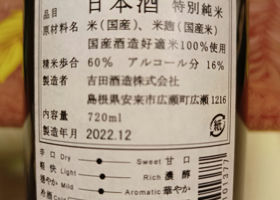 日本酒 特別純米
原材料名 米(国産)、米麹(国産米)
国産酒造好適米100%使用
精米歩合 60% アルコール分 16%
製造者 吉田酒造株式会社
島根県安来市広瀬町広瀬1216
内容量 720ml
製造年月 2022.12
紙
辛口 Dry Sweet 甘口
軽快 Light Rich 濃醇
穏やか Mild Aromatic 華やか
冷酒